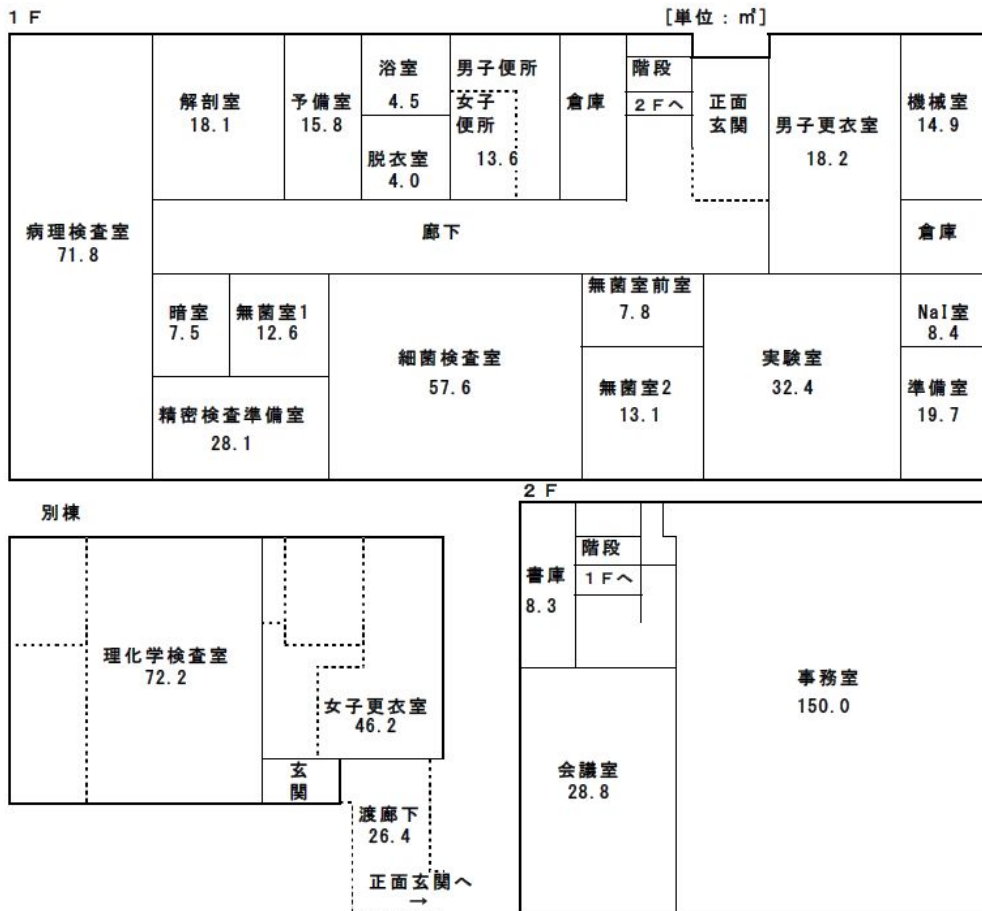 1F
[単位：㎡]
解剖室
18.1
予備室
15.8
浴室
4.5
脱衣室
4.0
男子便所
女子
便所
13.6
倉庫
階段
2Fへ
正面
玄関
男子更衣室
18.2
機械室
14.9
病理検査室
71.8
廊下
倉庫
暗室
7.5
無菌室1
12.6
精密検査準備室
28.1
細菌検査室
57.6
無菌室前室
7.8
無菌室2
13.1
実験室
32.4
NaI室
8.4
準備室
19.7
別棟
理化学検査室
72.2
女子更衣室
46.2
玄
関
渡廊下
26.4
正面玄関へ
→
2F
書庫
8.3
階段
1Fへ
事務室
150.0
会議室
28.8